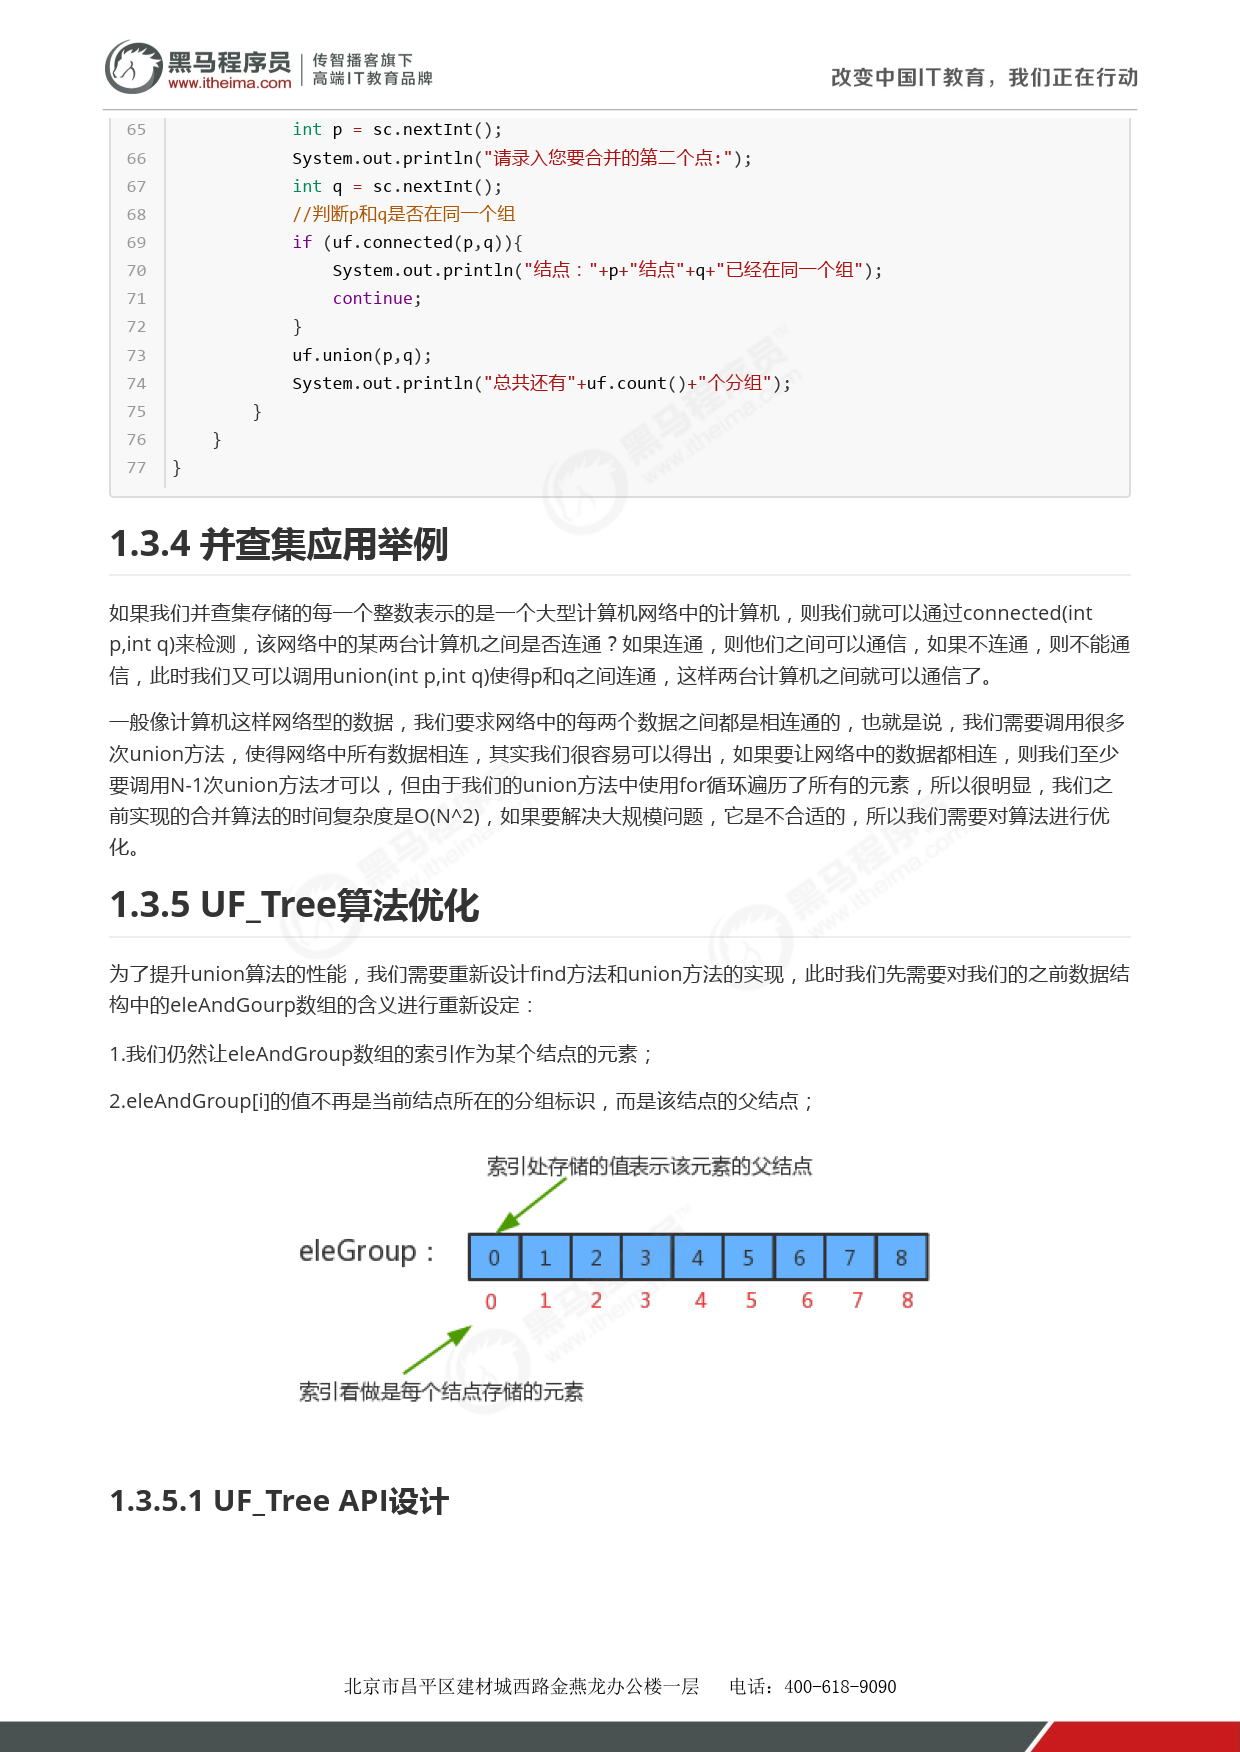 黑马程序员 传智播客旗下
www.itheima.com 高端IT教育品牌
改变中国IT教育，我们正在行动
65 int p = sc.nextInt();
66 System.out.println("请录入您要合并的第二个点:");
67 int q = sc.nextInt();
68 //判断p和q是否在同一个组
69 if (uf.connected(p,q)){
70 System.out.println("结点："+p+"结点"+q+"已经在同一个组");
71 continue;
72 }
73 uf.union(p,q);
74 System.out.println("总共还有"+uf.count()+"个分组");
75 }
76 }
77 }
1.3.4 并查集应用举例
如果我们并查集存储的每一个整数表示的是一个大型计算机网络中的计算机，则我们就可以通过connected(int
p,int q)来检测，该网络中的某两台计算机之间是否连通？如果连通，则他们之间可以通信，如果不连通，则不能通
信，此时我们又可以调用union(int p,int q)使得p和q之间连通，这样两台计算机之间就可以通信了。
一般像计算机这样网络型的数据，我们要求网络中的每两个数据之间都是相连通的，也就是说，我们需要调用很多
次union方法，使得网络中所有数据相连，其实我们很容易可以得出，如果要让网络中的数据都相连，则我们至少
要调用N-1次union方法才可以，但由于我们的union方法中使用for循环遍历了所有的元素，所以很明显，我们之
前实现的合并算法的时间复杂度是O(N^2)，如果要解决大规模问题，它是不合适的，所以我们需要对算法进行优
化。
1.3.5 UF_Tree算法优化
为了提升union算法的性能，我们需要重新设计find方法和union方法的实现，此时我们先需要对我们的之前数据结
构中的eleAndGourp数组的含义进行重新设定：
1.我们仍然让eleAndGroup数组的索引作为某个结点的元素；
2.eleAndGroup[i]的值不再是当前结点所在的分组标识，而是该结点的父结点；
索引处存储的值表示该元素的父结点
eleGroup： 0 1 2 3 4 5 6 7 8
0 1 2 3 4 5 6 7 8
索引看做是每个结点存储的元素
1.3.5.1 UF_Tree API设计
北京市昌平区建材城西路金燕龙办公楼一层 电话：400-618-9090